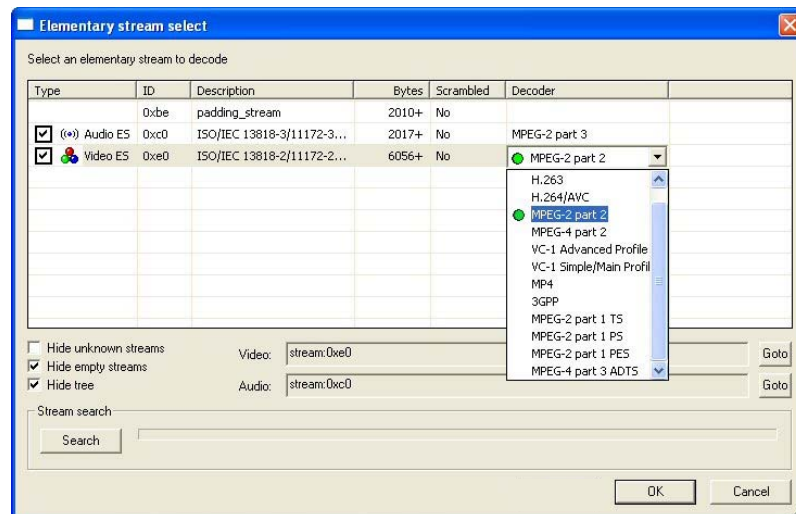 Elementary stream select
Select an elementary stream to decode
Type ID Description Bytes Scrambled Decoder
0xbe padding_stream 2010+ No
Audio ES 0xc0 ISO/IEC 13818-3/11172-3... 2017+ No MPEG-2 part 3
Video ES 0xe0 ISO/IEC 13818-2/11172-2... 6056+ No MPEG-2 part 2
H.263
H.264/AVC
MPEG-2 part 2
MPEG-4 part 2
VC-1 Advanced Profile
VC-1 Simple/Main Profil
MP4
3GPP
MPEG-2 part 1 TS
MPEG-2 part 1 PS
MPEG-2 part 1 PES
MPEG-4 part 3 ADTS
Hide unknown streams
Hide empty streams
Hide tree
Video: stream:0xe0 Goto
Audio: stream:0xc0 Goto
Stream search
Search
OK Cancel